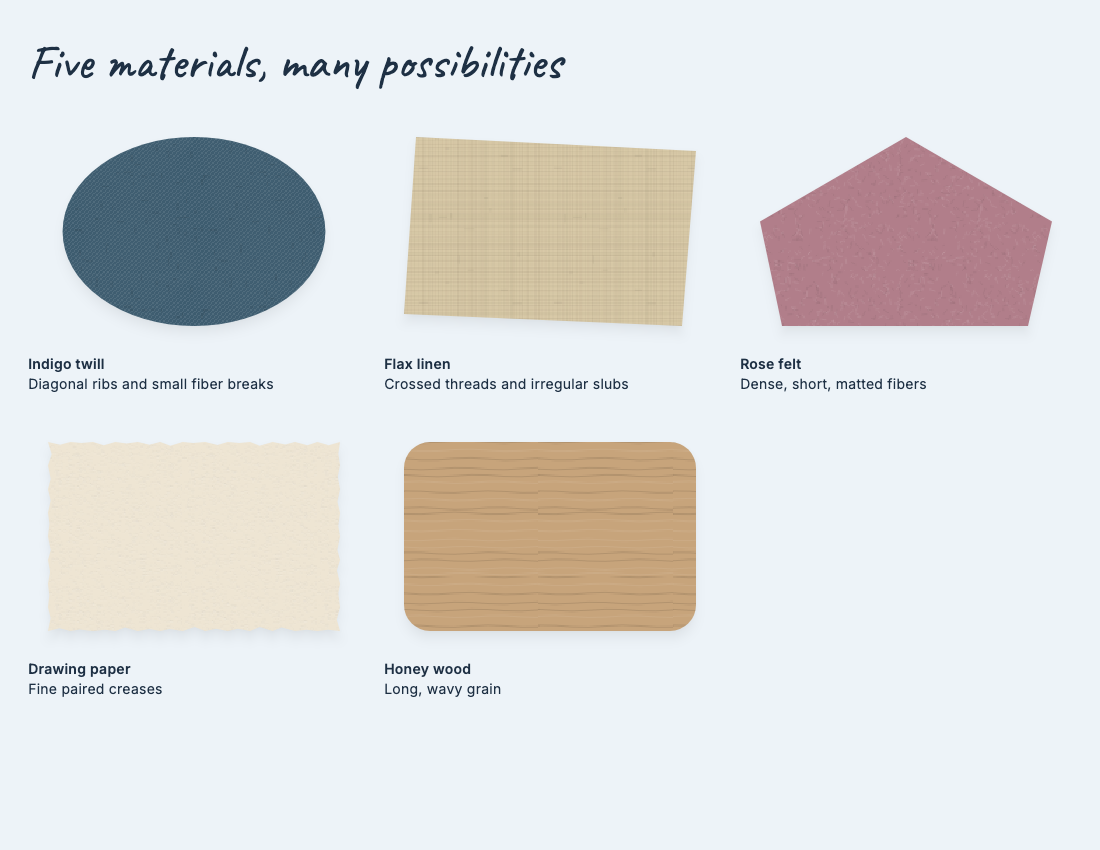 Five materials, many possibilities
Indigo twill
Diagonal ribs and small fiber breaks
Flax linen
Crossed threads and irregular slubs
Rose felt
Dense, short, matted fibers
Drawing paper
Fine paired creases
Honey wood
Long, wavy grain